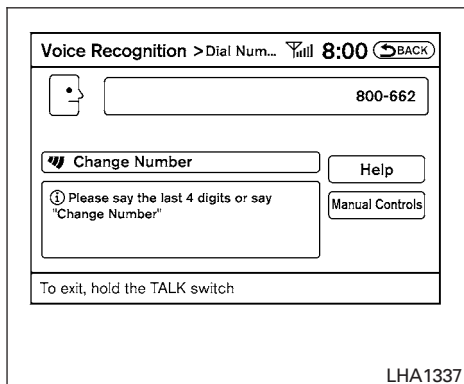 Voice Recognition > Dial Num... 8:00 BACK
800-662
Change Number
Help
Please say the last 4 digits or say
"Change Number"
Manual Controls
To exit, hold the TALK switch
LHA1337